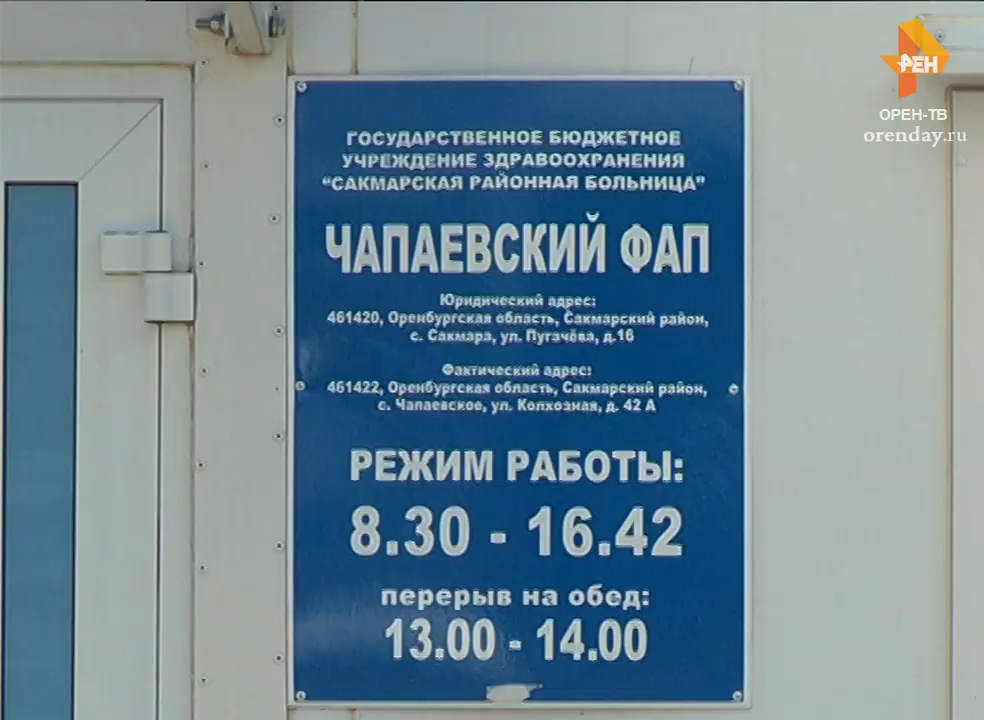 РЕН
ОРЕН-ТВ
orenday.ru
ГОСУДАРСТВЕННОЕ БЮДЖЕТНОЕ
УЧРЕЖДЕНИЕ ЗДРАВООХРАНЕНИЯ
"САКМАРСКАЯ РАЙОННАЯ БОЛЬНИЦА"
ЧАПАЕВСКИЙ ФАП
Юридический адрес:
461420, Оренбургская область, Сакмарский район,
с. Сакмара, ул. Пугачёва, д.16
Фактический адрес:
461422, Оренбургская область, Сакмарский район,
с. Чапаевское, ул. Колхозная, д. 42 А
РЕЖИМ РАБОТЫ:
8.30 - 16.42
перерыв на обед:
13.00 - 14.00